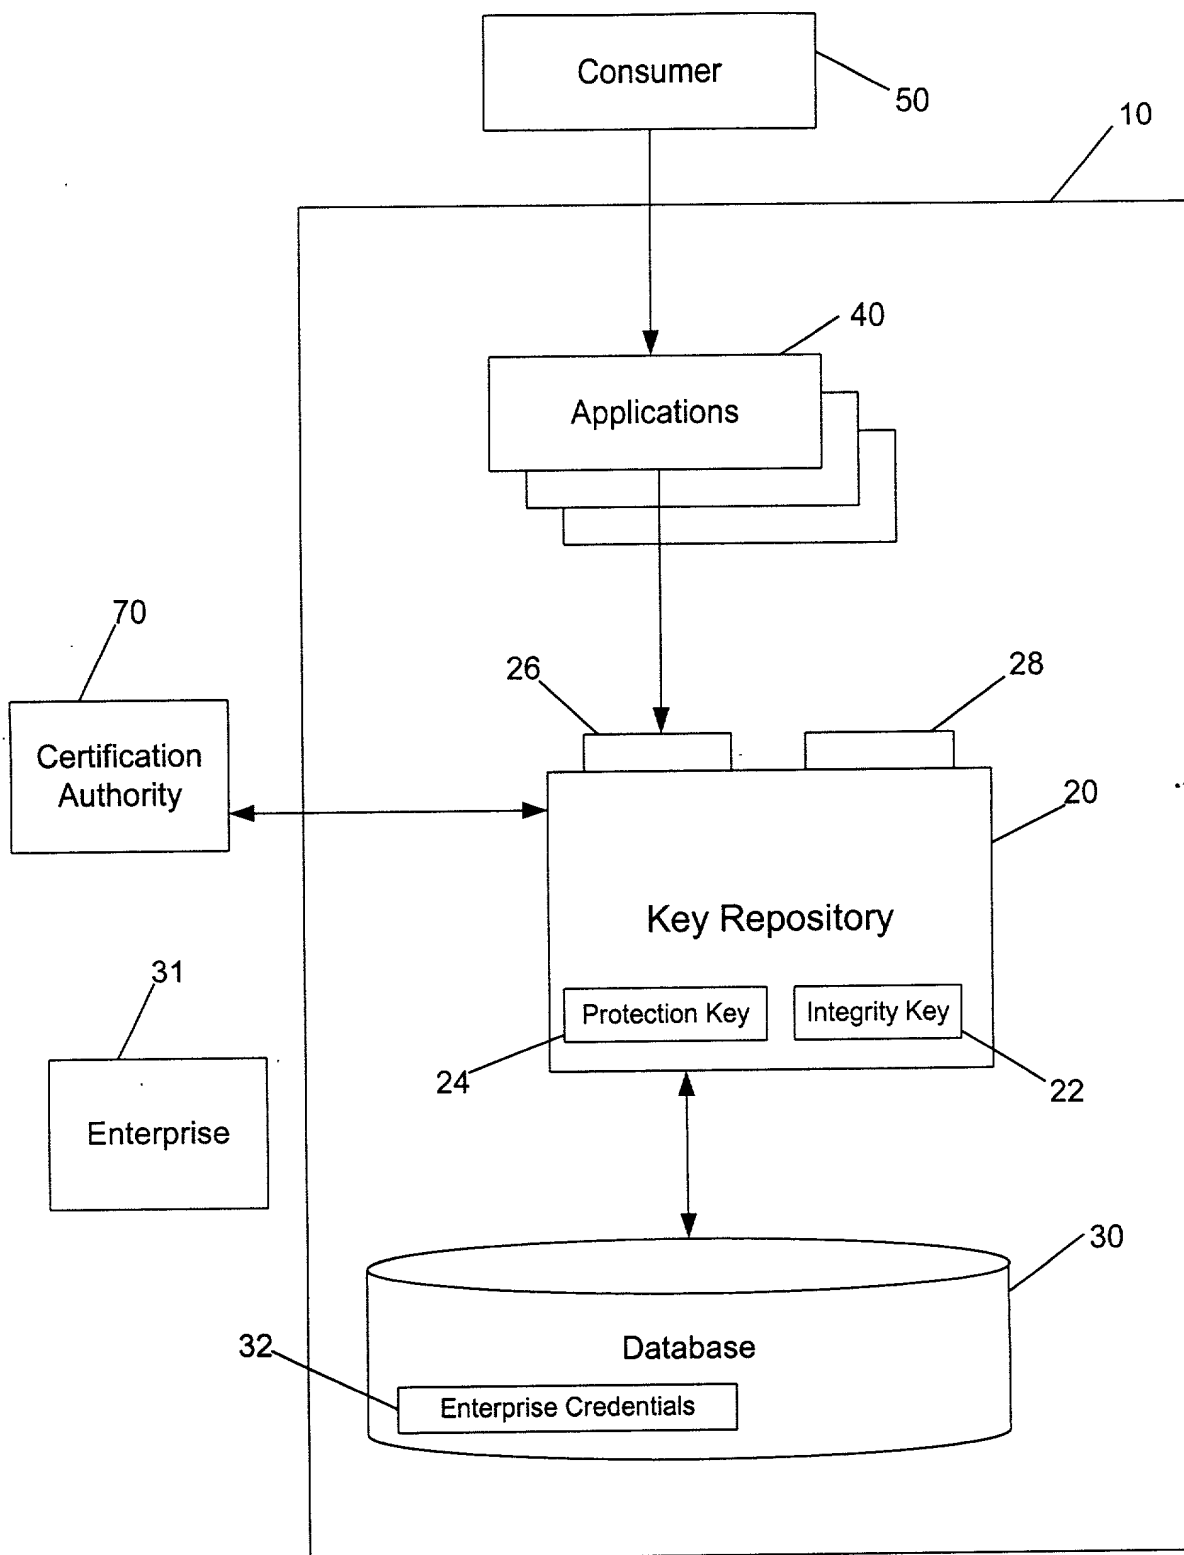 Consumer
50
10
40
Applications
70
26
28
Certification
Authority
20
Key Repository
31
Protection Key
Integrity Key
24
22
Enterprise
30
32
Database
Enterprise Credentials